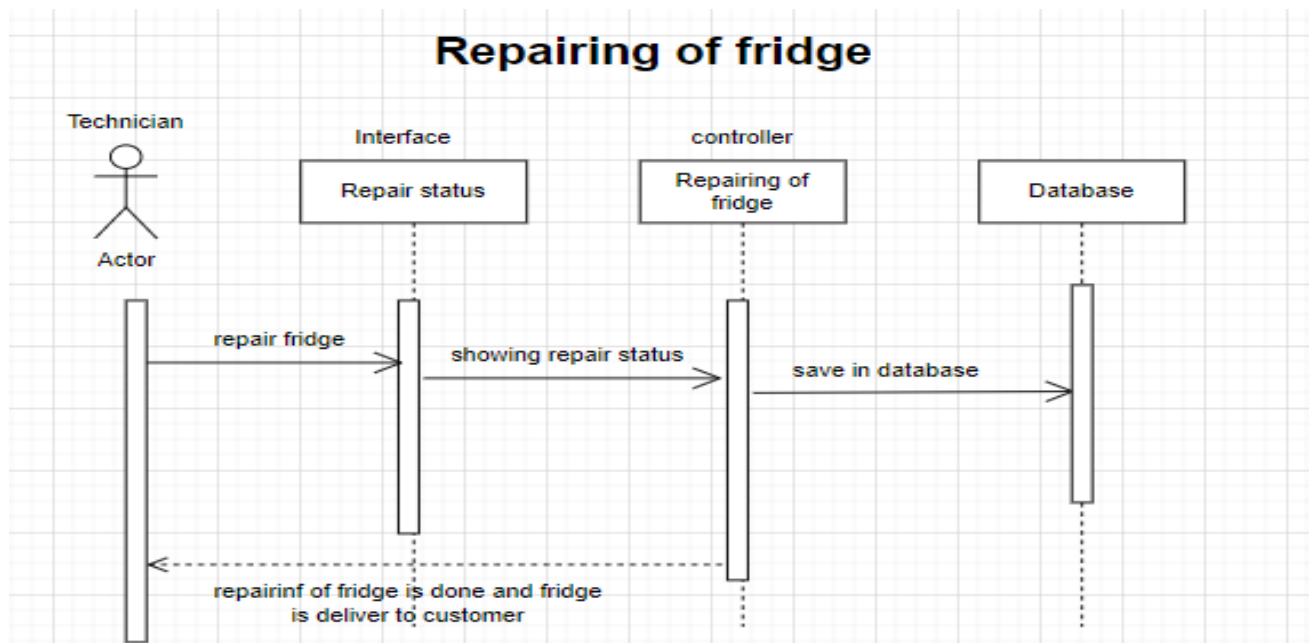 Repairing of fridge
Technician
Interface
controller
Repair status
Repairing of
fridge
Database
Actor
repair fridge
showing repair status
save in database
repairinf of fridge is done and fridge
is deliver to customer